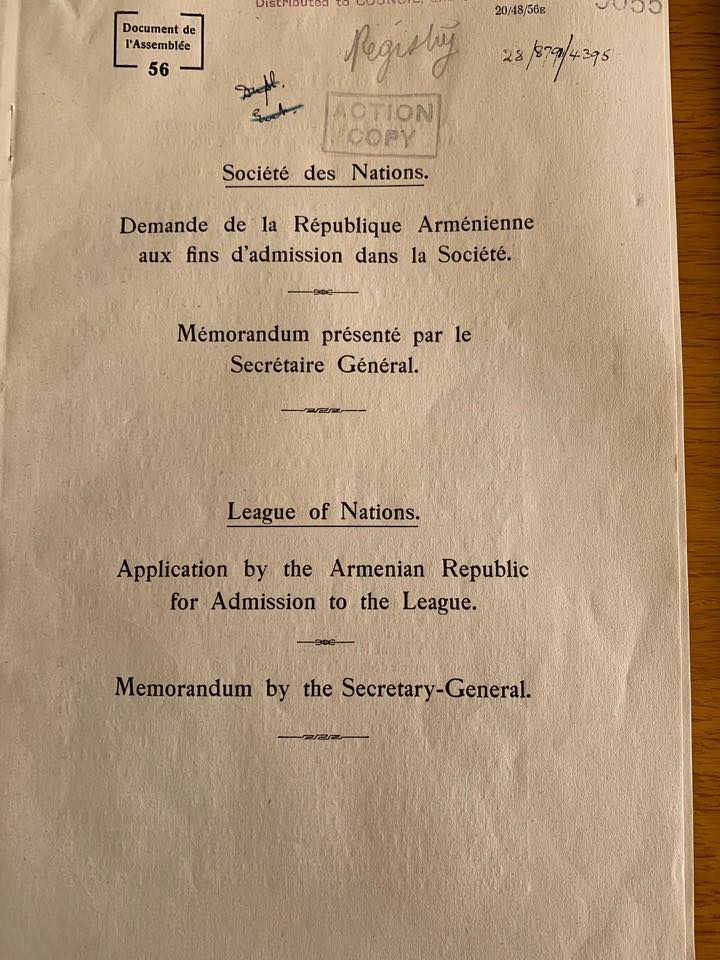 Distributed to COUNCIL,
20/48/56E
Document de
l'Assemblée
56
Registry
28/879/4395
ACTION
COPY
Société des Nations.
Demande de la République Arménienne
aux fins d'admission dans la Société.
Mémorandum présenté par le
Secrétaire Général.
League of Nations.
Application by the Armenian Republic
for Admission to the League.
Memorandum by the Secretary-General.